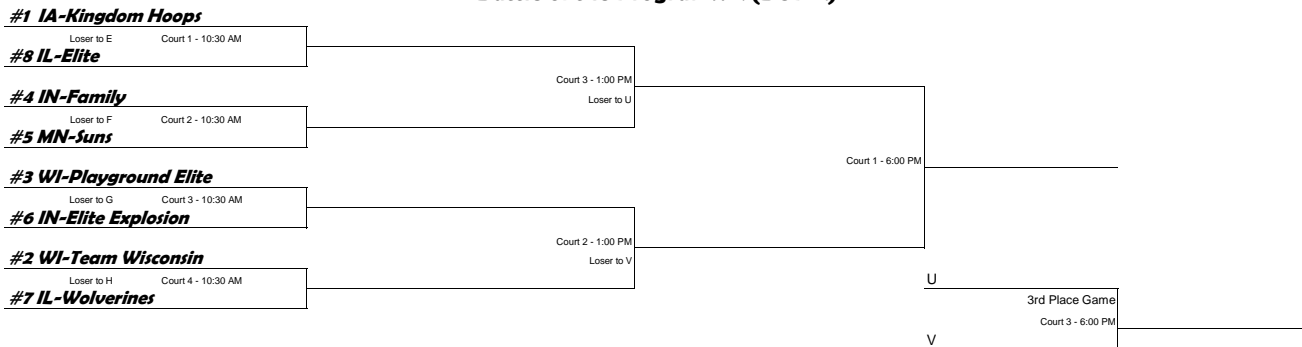 #1 IA-Kingdom Hoops
Loser to E Court 1 - 10:30 AM
#8 IL-Elite
Court 3 - 1:00 PM
Loser to U
#4 IN-Family
Loser to F Court 2 - 10:30 AM
#5 MN-Suns
Court 1 - 6:00 PM
#3 WI-Playground Elite
Loser to G Court 3 - 10:30 AM
#6 IN-Elite Explosion
Court 2 - 1:00 PM
Loser to V
#2 WI-Team Wisconsin
Loser to H Court 4 - 10:30 AM
#7 IL-Wolverines
U
3rd Place Game
Court 3 - 6:00 PM
V